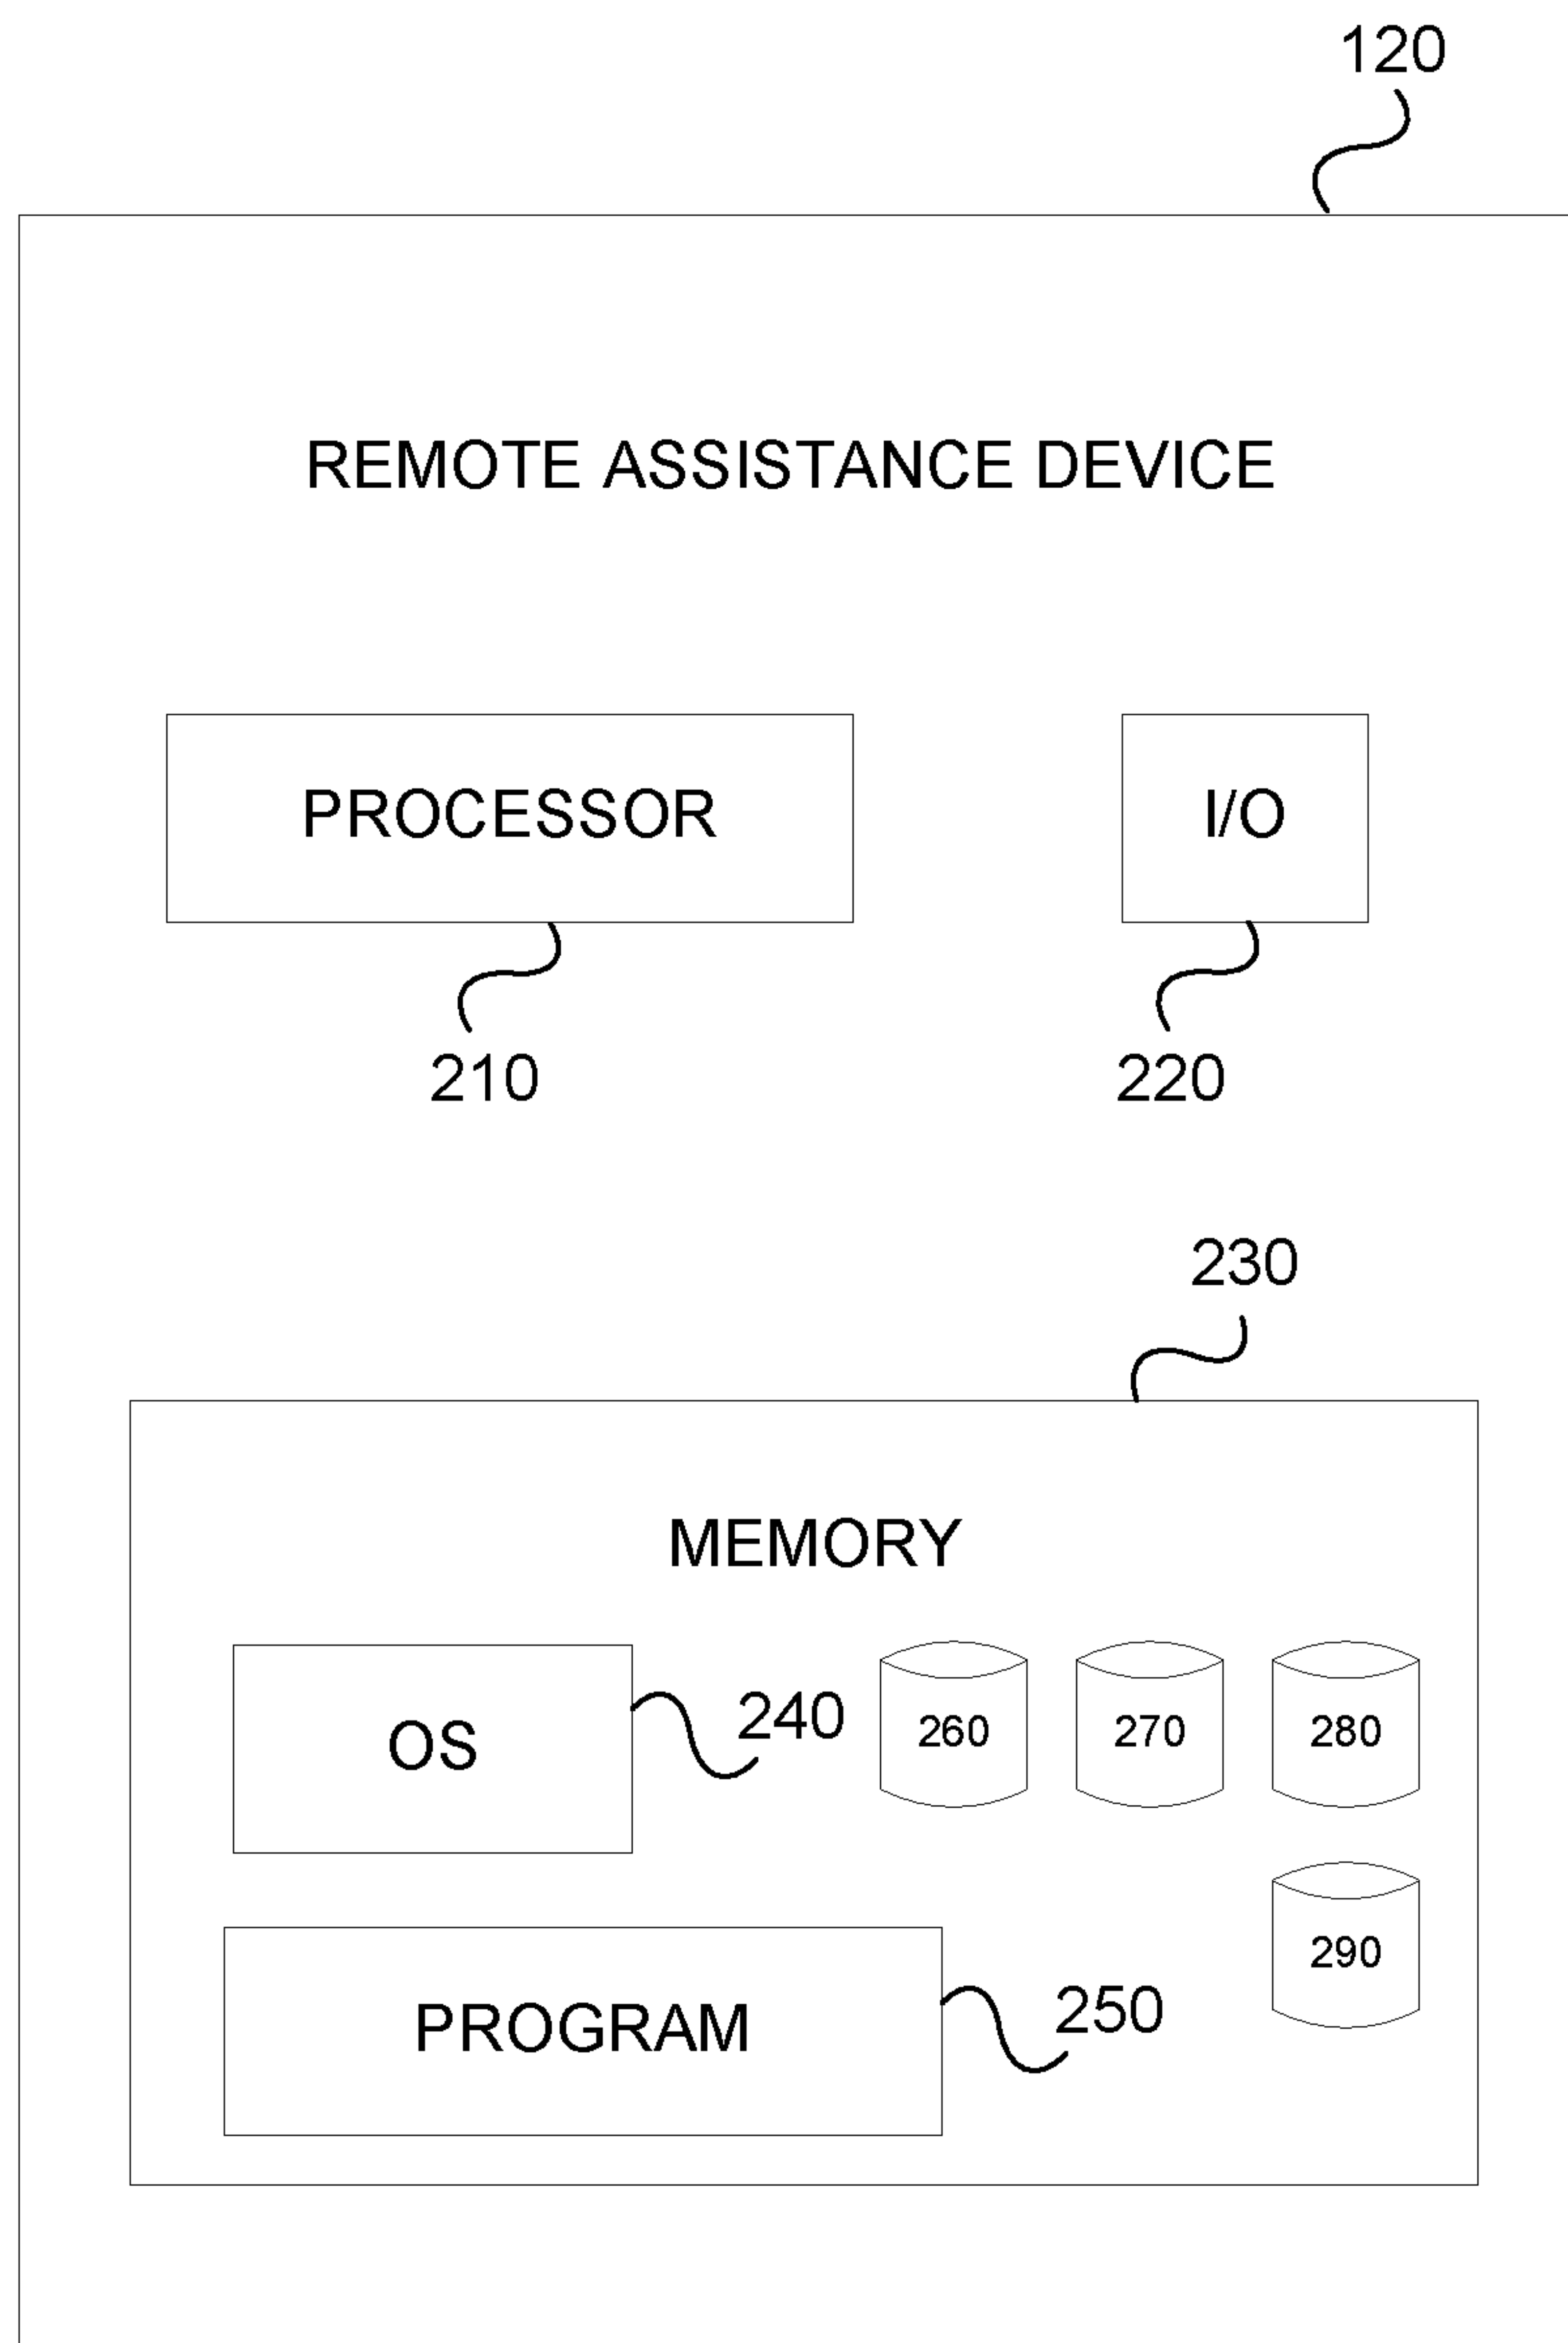 120
REMOTE ASSISTANCE DEVICE
PROCESSOR
I/O
210
220
230
MEMORY
OS
240
260
270
280
290
PROGRAM
250